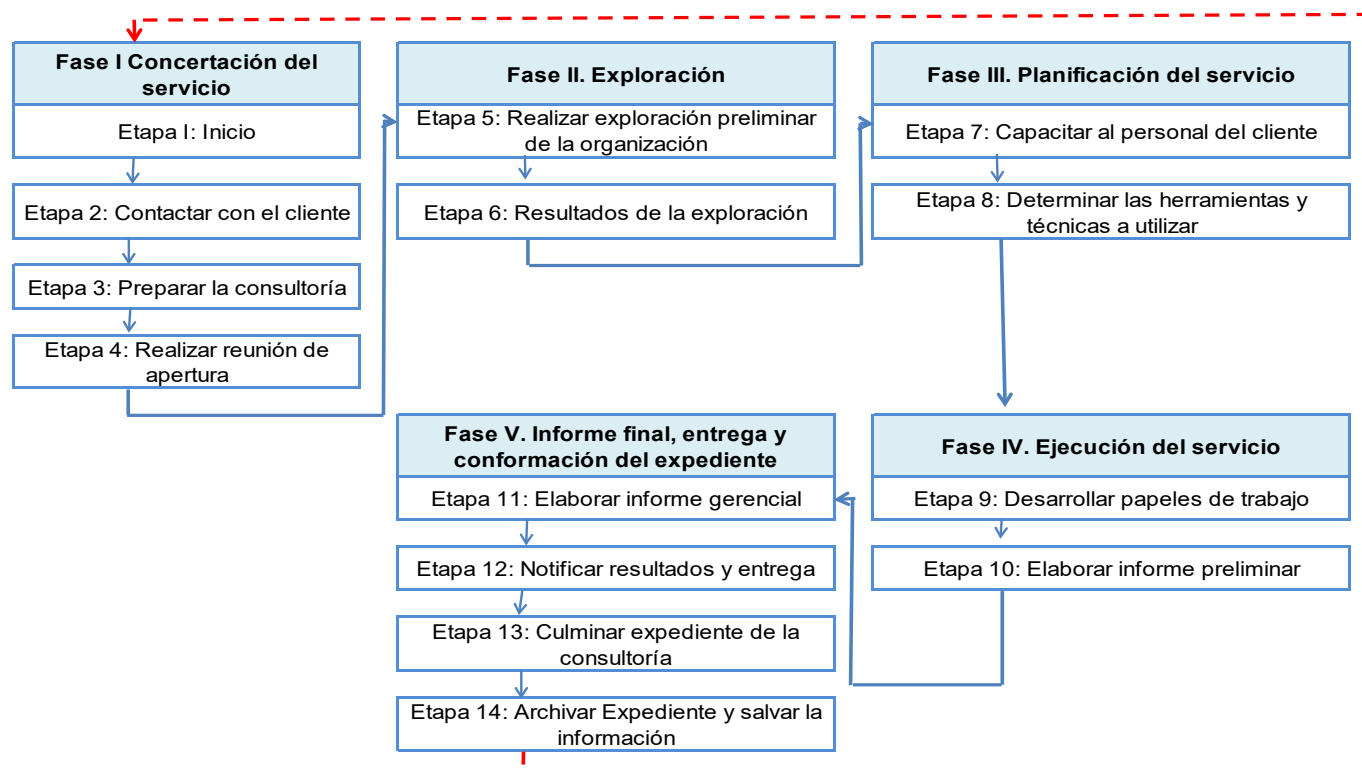 Fase I Concertación del
servicio
Etapa I: Inicio
Etapa 2: Contactar con el cliente
Etapa 3: Preparar la consultoría
Etapa 4: Realizar reunión de
apertura
Fase II. Exploración
Etapa 5: Realizar exploración preliminar
de la organización
Etapa 6: Resultados de la exploración
Fase III. Planificación del servicio
Etapa 7: Capacitar al personal del cliente
Etapa 8: Determinar las herramientas y
técnicas a utilizar
Fase IV. Ejecución del servicio
Etapa 9: Desarrollar papeles de trabajo
Etapa 10: Elaborar informe preliminar
Fase V. Informe final, entrega y
conformación del expediente
Etapa 11: Elaborar informe gerencial
Etapa 12: Notificar resultados y entrega
Etapa 13: Culminar expediente de la
consultoría
Etapa 14: Archivar Expediente y salvar la
información